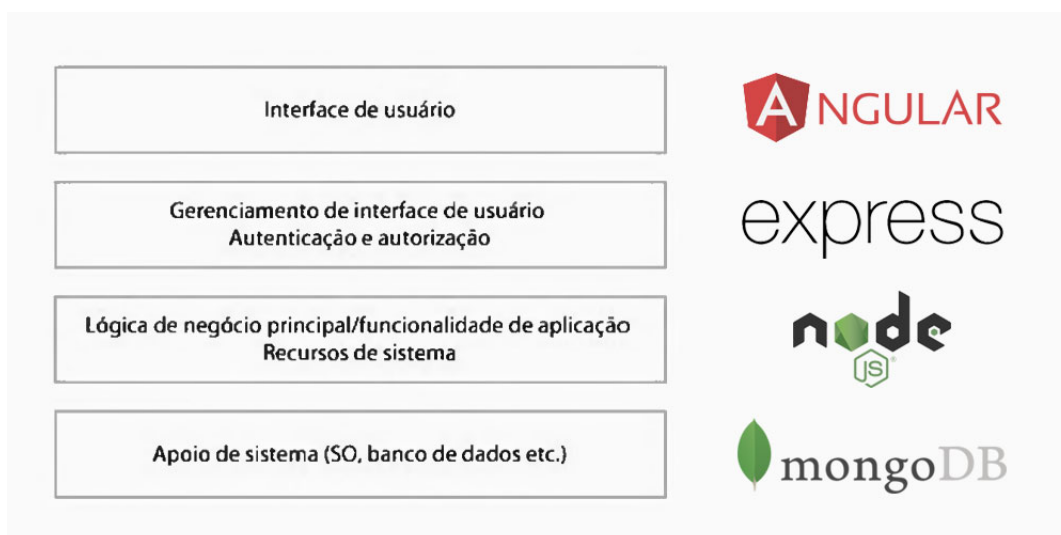 Interface de usuário
ANGULAR
Gerenciamento de interface de usuário
Autenticação e autorização
express
Lógica de negócio principal/funcionalidade de aplicação
Recursos de sistema
node
JS®
Apoio de sistema (SO, banco de dados etc.)
mongoDB